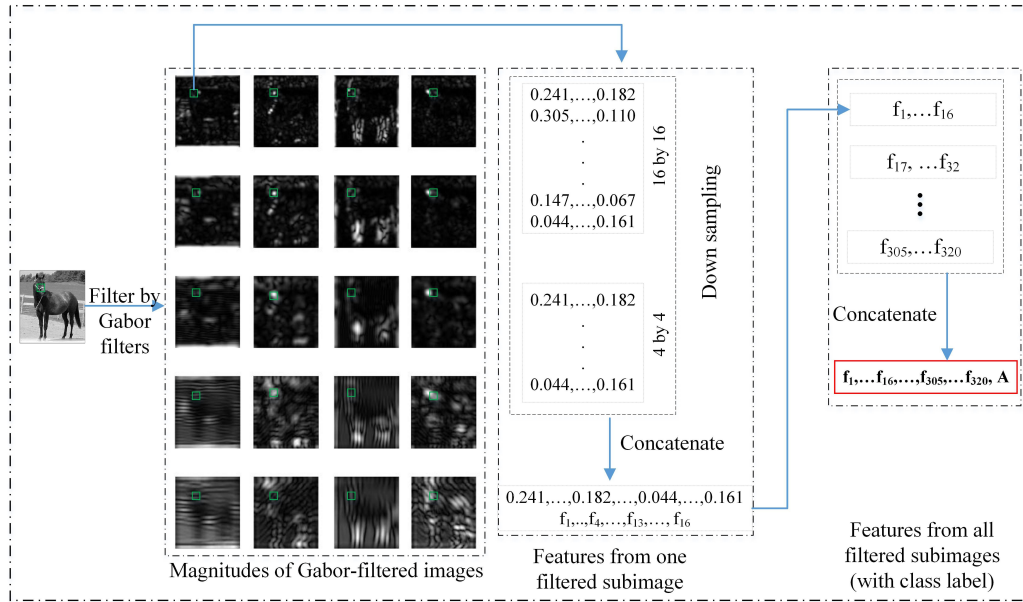 Filter by
Gabor
filters
Magnitudes of Gabor-filtered images
0.241,…,0.182
0.305,…,0.110
.
.
.
0.147,…,0.067
0.044,…,0.161
16 by 16
Down sampling
0.241,…,0.182
.
.
.
0.044,…,0.161
4 by 4
Concatenate
0.241,…,0.182,…,0.044,…,0.161
f1,..,f4,…,f13,…, f16
Features from one
filtered subimage
f1,…f16
f17, …f32
⋮
f305,…f320
Concatenate
f1,…f16,…,f305,…f320, A
Features from all
filtered subimages
(with class label)